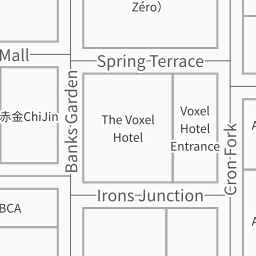 Zéro）
Mall
Spring Terrace
Banks Garden
赤金ChiJin
The Voxel
Hotel
Voxel
Hotel
Entrance
Cron Fork
Irons Junction
BCA